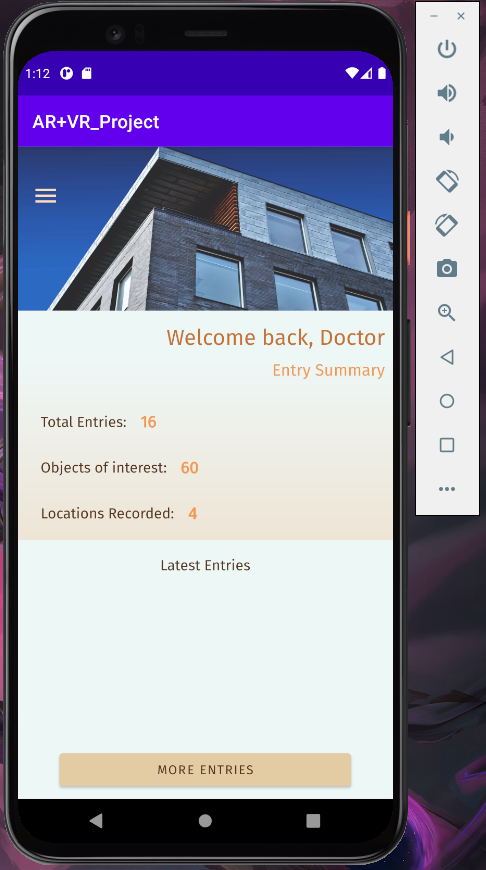 1:12
AR+VR_Project
Welcome back, Doctor
Entry Summary
Total Entries: 16
Objects of interest: 60
Locations Recorded: 4
Latest Entries
MORE ENTRIES